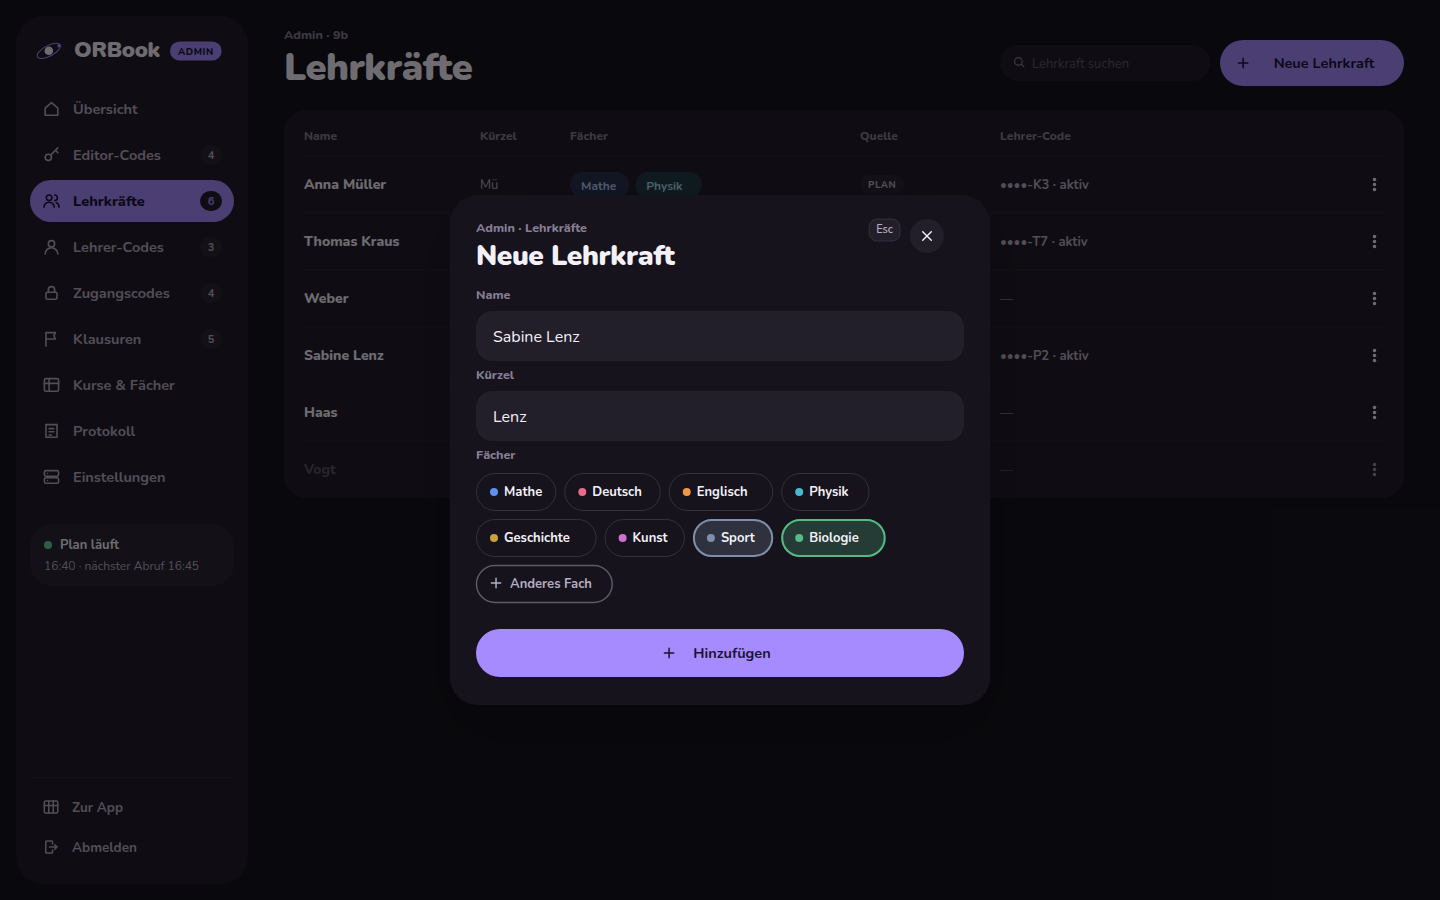 ORBook ADMIN
Übersicht
Editor-Codes 4
Lehrkräfte 6
Lehrer-Codes 3
Zugangscodes 4
Klausuren 5
Kurse & Fächer
Protokoll
Einstellungen
Plan läuft
16:40 · nächster Abruf 16:45
Zur App
Abmelden
Admin · 9b
Lehrkräfte
Lehrkraft suchen
Neue Lehrkraft
Name Kürzel Fächer Quelle Lehrer-Code
Anna Müller Mü Mathe Physik PLAN ●●●●-K3 · aktiv
Thomas Kraus ●●●●-T7 · aktiv
Weber —
Sabine Lenz ●●●●-P2 · aktiv
Haas —
Vogt —
Admin · Lehrkräfte
Esc
Neue Lehrkraft
Name
Sabine Lenz
Kürzel
Lenz
Fächer
Mathe Deutsch Englisch Physik
Geschichte Kunst Sport Biologie
Anderes Fach
Hinzufügen